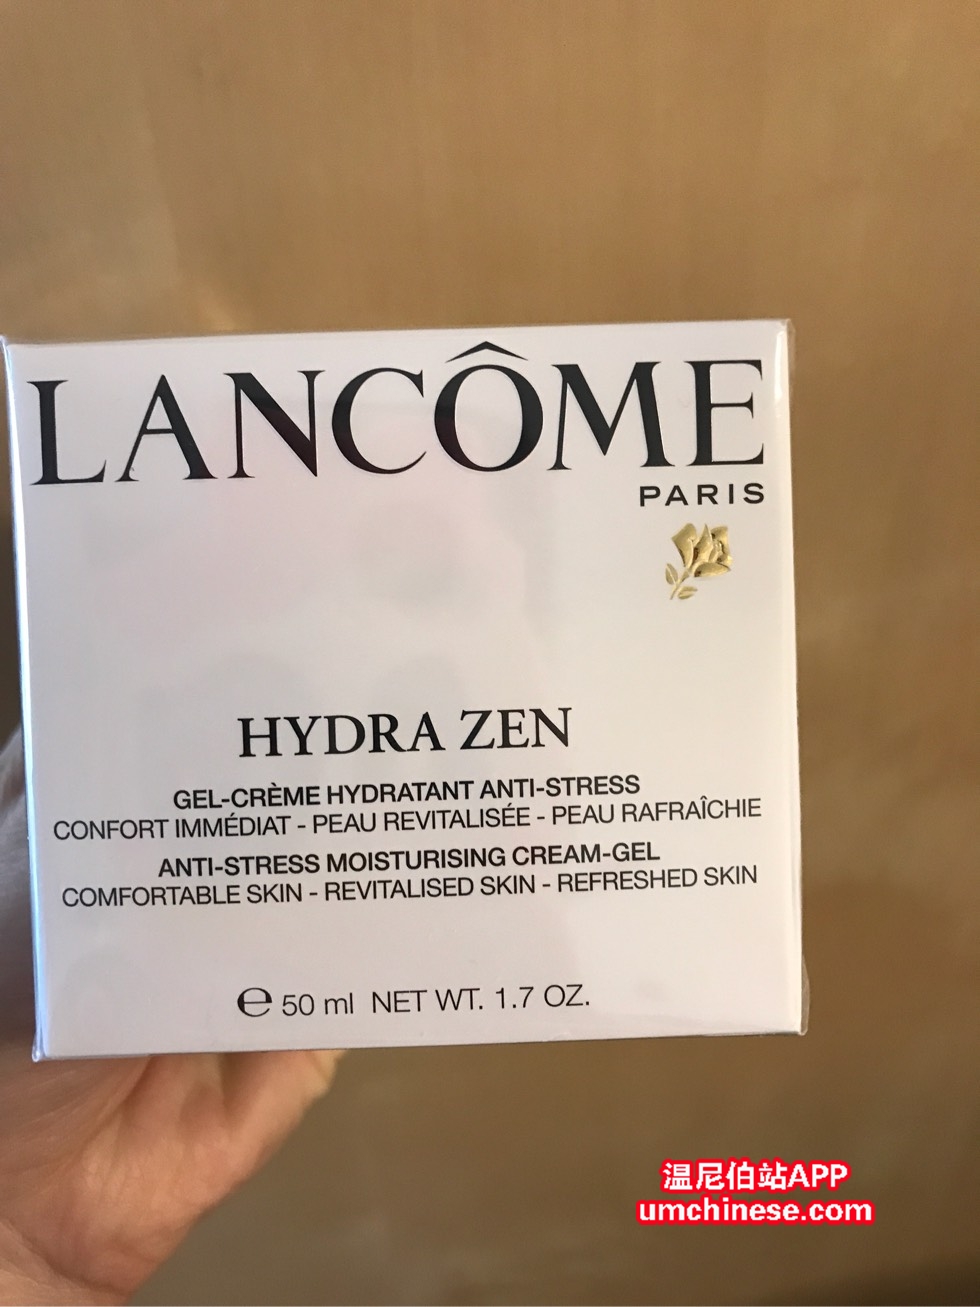 LANCÔME
PARIS
HYDRA ZEN
GEL-CRÈME HYDRATANT ANTI-STRESS
CONFORT IMMÉDIAT - PEAU REVITALISÉE - PEAU RAFRAÎCHIE
ANTI-STRESS MOISTURISING CREAM-GEL
COMFORTABLE SKIN - REVITALISED SKIN - REFRESHED SKIN
℮ 50 ml NET WT. 1.7 OZ.
温尼伯站APP
umchinese.com